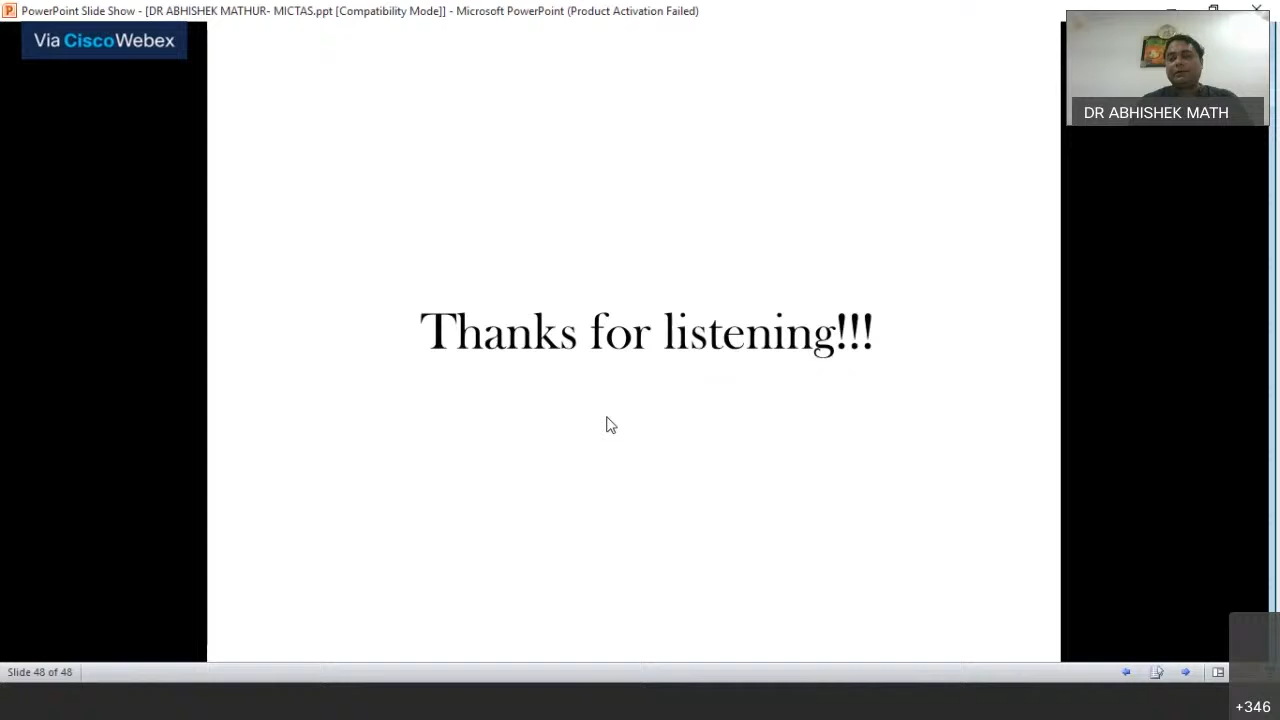 PowerPoint Slide Show - [DR ABHISHEK MATHUR- MICTAS.ppt [Compatibility Mode]] - Microsoft PowerPoint (Product Activation Failed)
Via CiscoWebex
DR ABHISHEK MATH
Thanks for listening!!!
Slide 48 of 48
+346